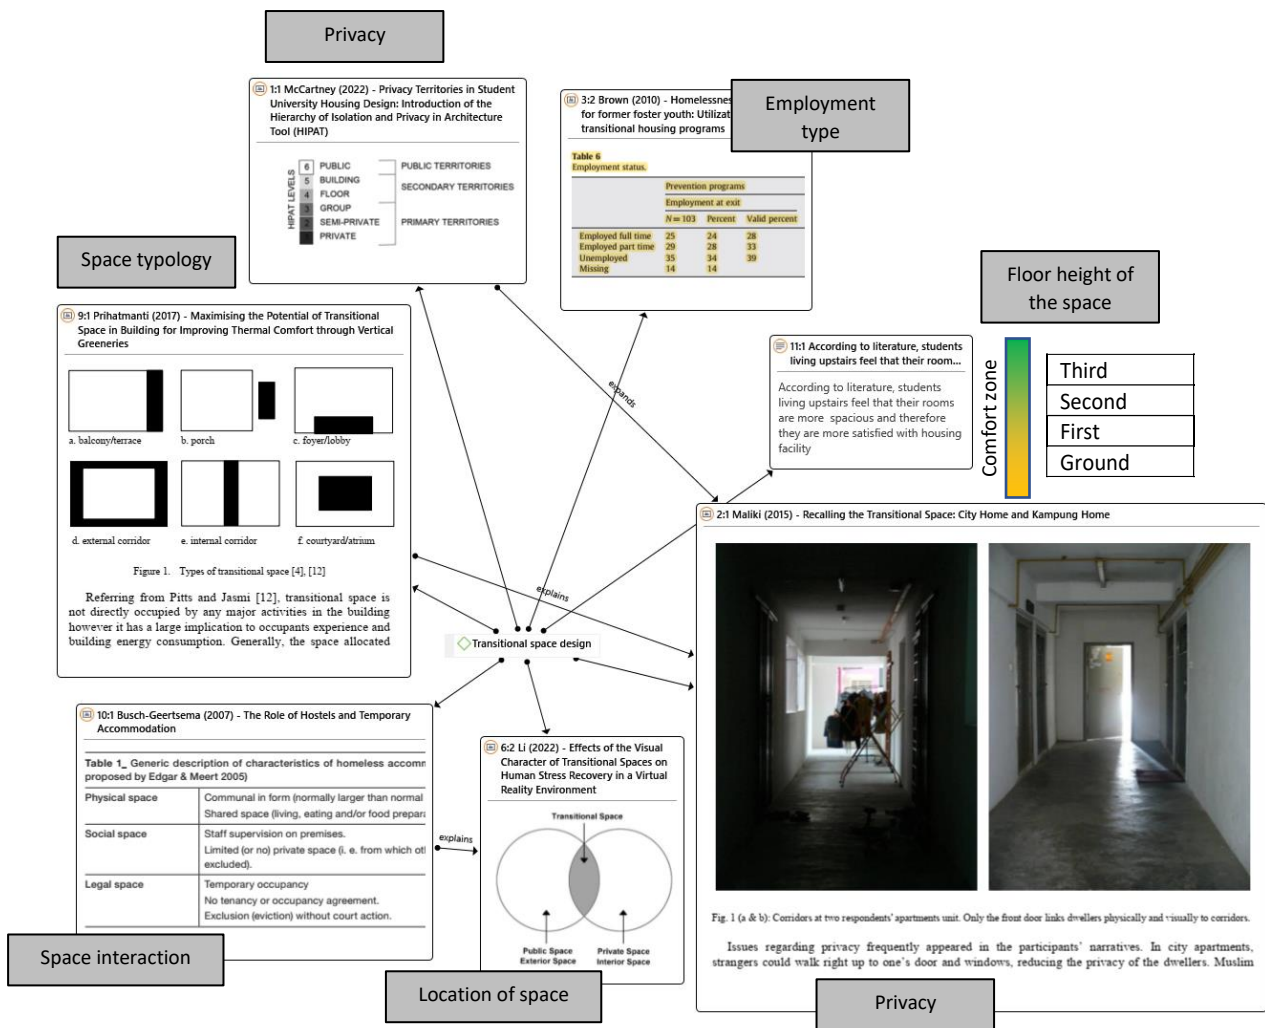 Privacy
1:1 McCartney (2022) - Privacy Territories in Student
University Housing Design: Introduction of the
Hierarchy of Isolation and Privacy in Architecture
Tool (HIPAT)
HIPAT LEVELS
6 PUBLIC
5 BUILDING
4 FLOOR
3 GROUP
2 SEMI-PRIVATE
PRIVATE
PUBLIC TERRITORIES
SECONDARY TERRITORIES
PRIMARY TERRITORIES
3:2 Brown (2010) -
for former foster youth:
transitional housing programs
Employment
type
Table 6
Employment status.
Prevention programs
Employment at exit
N = 103 Percent Valid percent
Employed full time 25 24 28
Employed part time 29 28 33
Unemployed 35 34 39
Missing 14 14
Space typology
9:1 Prihatmanti (2017) - Maximising the Potential of Transitional
Space in Building for Improving Thermal Comfort through Vertical
Greeneries
a. balcony/terrace
b. porch
c. foyer/lobby
d. external corridor
e. internal corridor
f. courtyard/atrium
Figure 1. Types of transitional space [4], [12]
Referring from Pitts and Jasmi [12], transitional space is
not directly occupied by any major activities in the building
however it has a large implication to occupants experience and
building energy consumption. Generally, the space allocated
Floor height of
the space
Comfort zone
Third
Second
First
Ground
11:1 According to literature, students
living upstairs feel that their room...
According to literature, students
living upstairs feel that their rooms
are more spacious and therefore
they are more satisfied with housing
facility
expands
explains
Transitional space design
2:1 Maliki (2015) - Recalling the Transitional Space: City Home and Kampung Home
Fig. 1 (a & b): Corridors at two respondents' apartments unit. Only the front door links dwellers physically and visually to corridors.
Issues regarding privacy frequently appeared in the participants' narratives. In city apartments,
strangers could walk right up to one's door and windows, reducing the privacy of the dwellers. Muslim
Privacy
10:1 Busch-Geertsema (2007) - The Role of Hostels and Temporary
Accommodation
Table 1_ Generic description of characteristics of homeless
proposed by Edgar & Meert 2005)
Physical space
Communal in form (normally larger than normal
Shared space (living, eating and/or food
Social space
Staff supervision on premises.
Limited (or no) private space (i. e. from which
excluded).
Legal space
Temporary occupancy
No tenancy or occupancy agreement.
Exclusion (eviction) without court action.
explains
Space interaction
6:2 Li (2022) - Effects of the Visual
Character of Transitional Spaces on
Human Stress Recovery in a Virtual
Reality Environment
Transitional Space
Public Space
Exterior Space
Private Space
Interior Space
Location of space